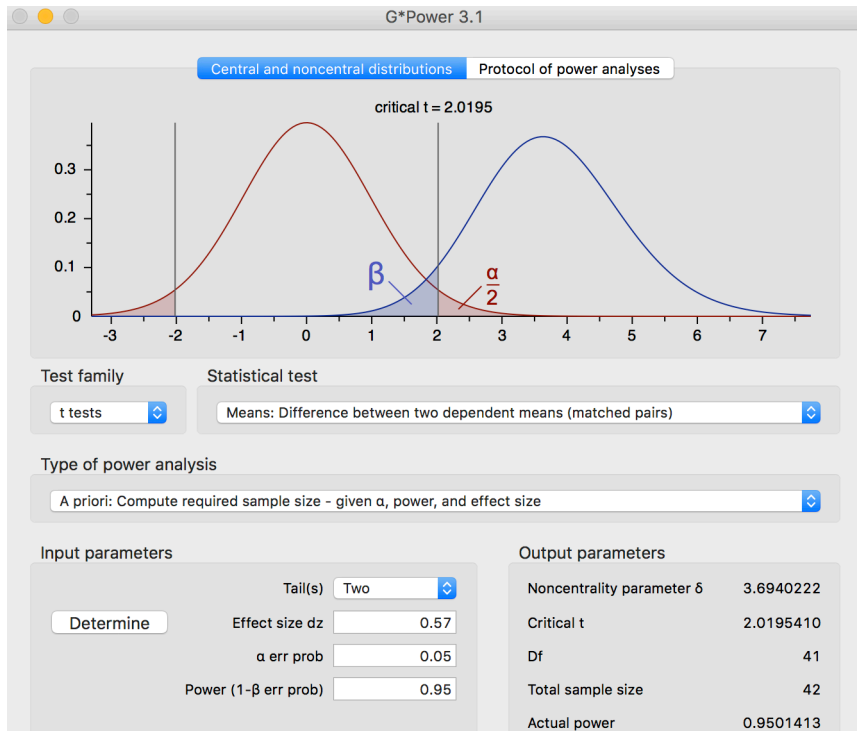 G*Power 3.1
Central and noncentral distributions Protocol of power analyses
critical t = 2.0195
0.3
0.2
0.1
0
β
α
2
-3 -2 -1 0 1 2 3 4 5 6 7
Test family Statistical test
t tests Means: Difference between two dependent means (matched pairs)
Type of power analysis
A priori: Compute required sample size - given α, power, and effect size
Input parameters Output parameters
Tail(s) Two Noncentrality parameter δ 3.6940222
Determine Effect size dz 0.57 Critical t 2.0195410
α err prob 0.05 Df 41
Power (1-β err prob) 0.95 Total sample size 42
Actual power 0.9501413